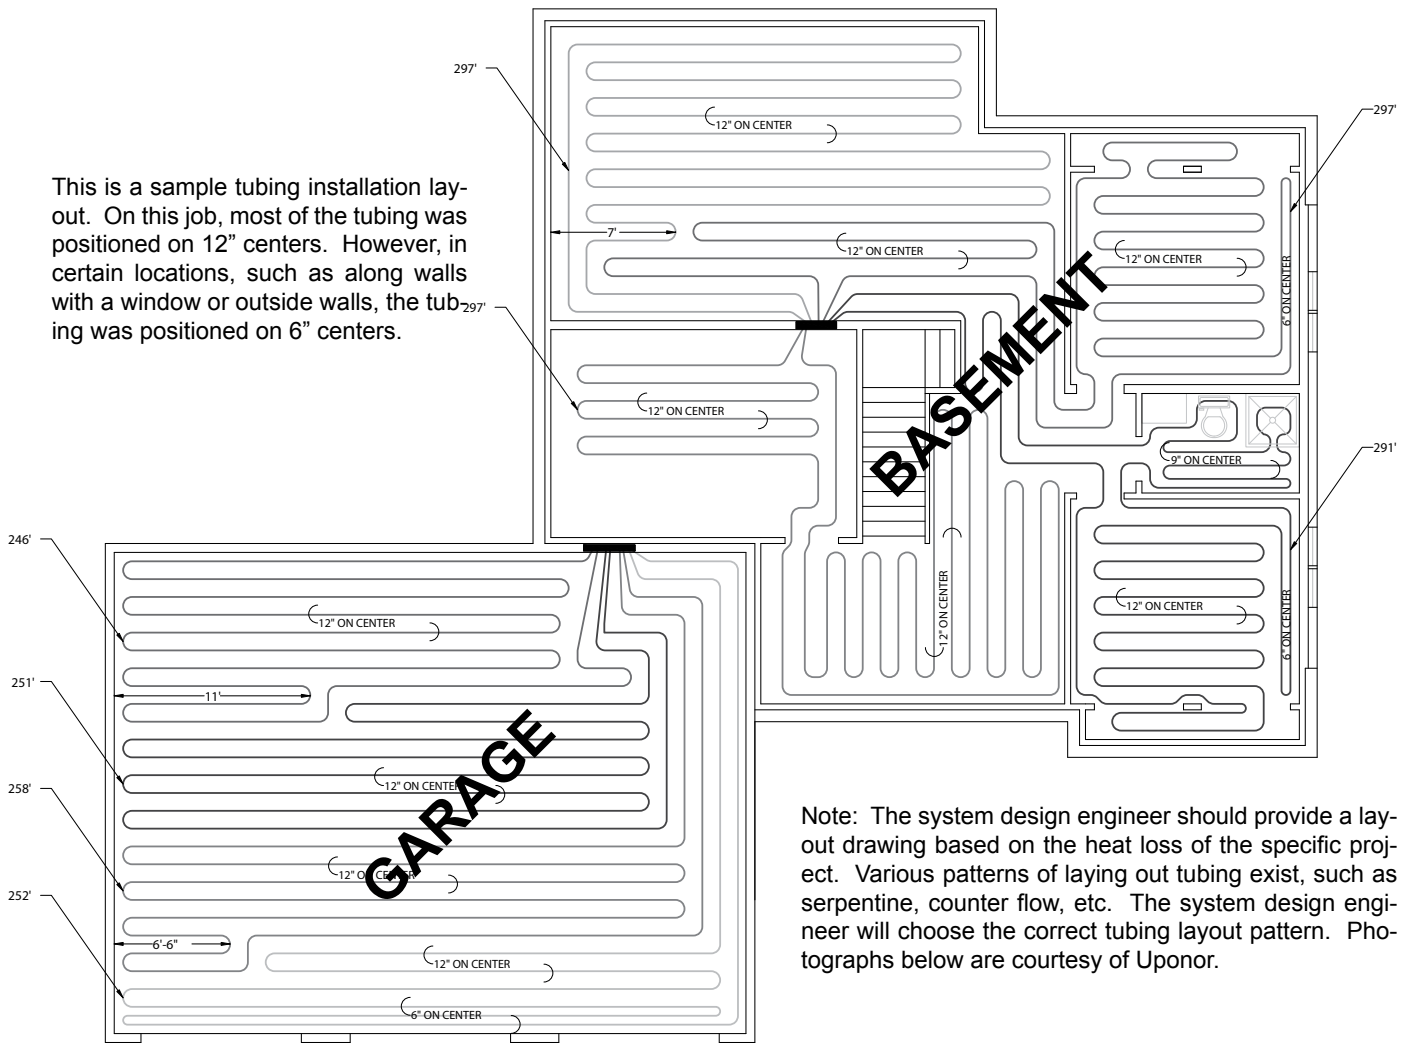 297'
297'
12" ON CENTER
This is a sample tubing installation lay-
out. On this job, most of the tubing was
positioned on 12” centers. However, in
certain locations, such as along walls
with a window or outside walls, the tub-
ing was positioned on 6” centers.
7'
12" ON CENTER
12" ON CENTER
6" ON CENTER
297'
12" ON CENTER
BASEMENT
9" ON CENTER
291'
246'
12" ON CENTER
12" ON CENTER
12" ON CENTER
6" ON CENTER
251'
11'
GARAGE
258'
12" ON CENTER
12" ON CENTER
252'
6'-6"
12" ON CENTER
6" ON CENTER
Note: The system design engineer should provide a lay-
out drawing based on the heat loss of the specific proj-
ect. Various patterns of laying out tubing exist, such as
serpentine, counter flow, etc. The system design engi-
neer will choose the correct tubing layout pattern. Pho-
tographs below are courtesy of Uponor.